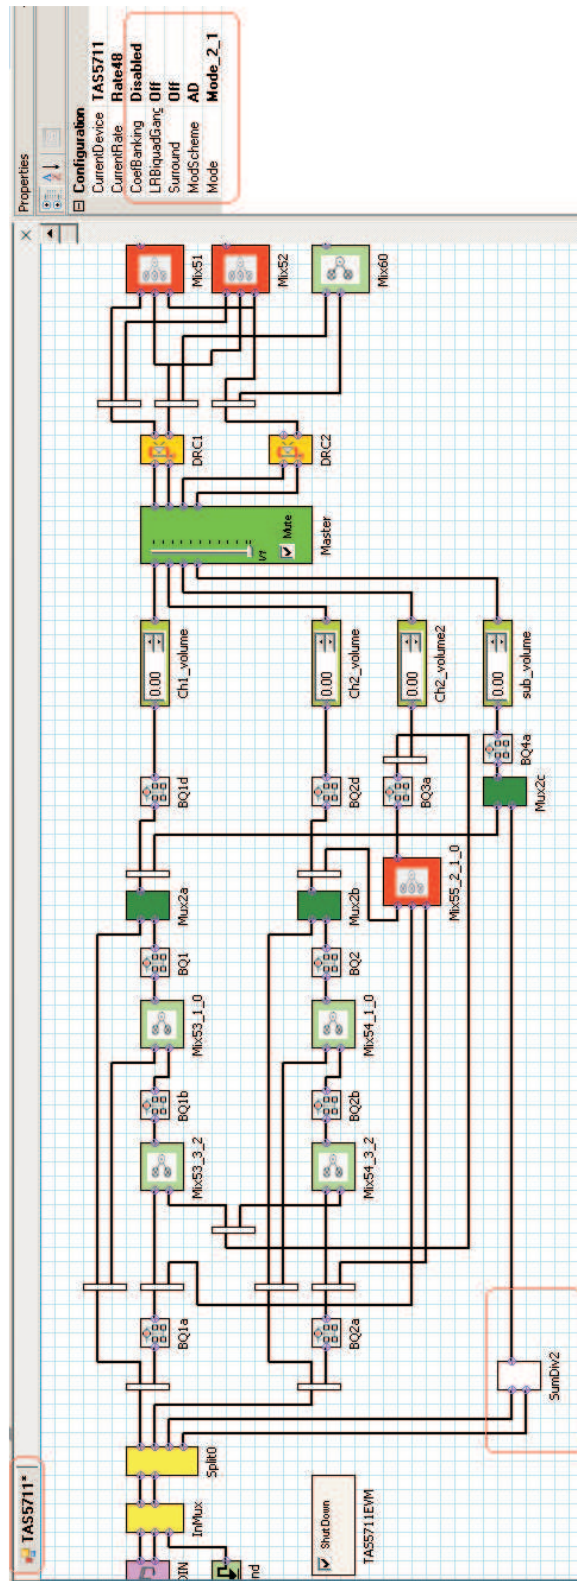 TAS5711*
Properties
Configuration
CurrentDevice TAS5711
CurrentRate Rate48
CoefBanking Disabled
LRBiquadGang Off
Surround Off
ModScheme AD
Mode Mode_2_1
DIN
nd
InMux
Split0
ShutDown
TAS5711EVM
SumDiv2
BQ1a
BQ2a
Mix53_3_2
Mix54_3_2
BQ1b
BQ2b
Mix53_1_0
Mix54_1_0
BQ1
BQ2
Mux2a
Mux2b
Mix55_2_1_0
BQ1d
BQ2d
BQ3a
Mux2c
BQ4a
0.00
Ch1_volume
0.00
Ch2_volume
0.00
Ch2_volume2
0.00
sub_volume
Mute
Master
DRC1
DRC2
Mix51
Mix52
Mix60